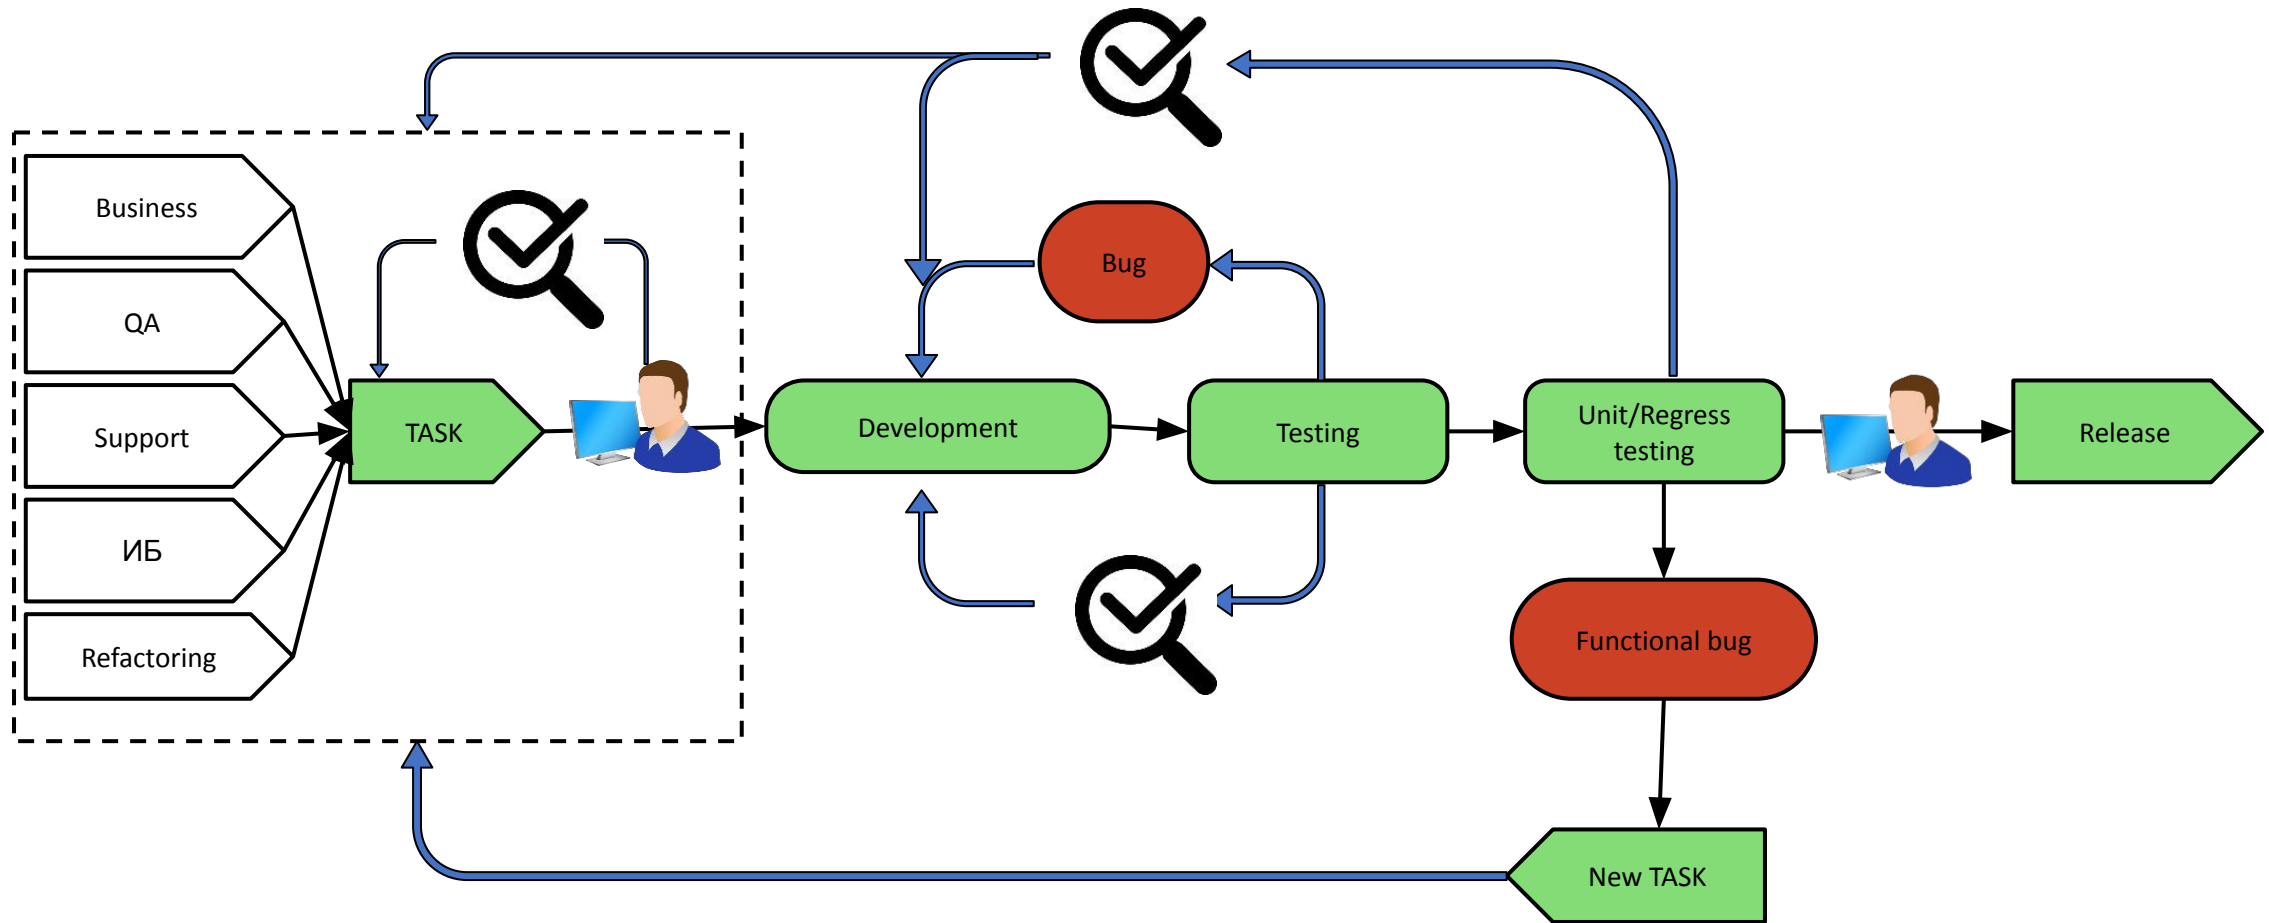 Business
QA
Support
ИБ
Refactoring
TASK
Bug
Development
Testing
Unit/Regress
testing
Release
Functional bug
New TASK